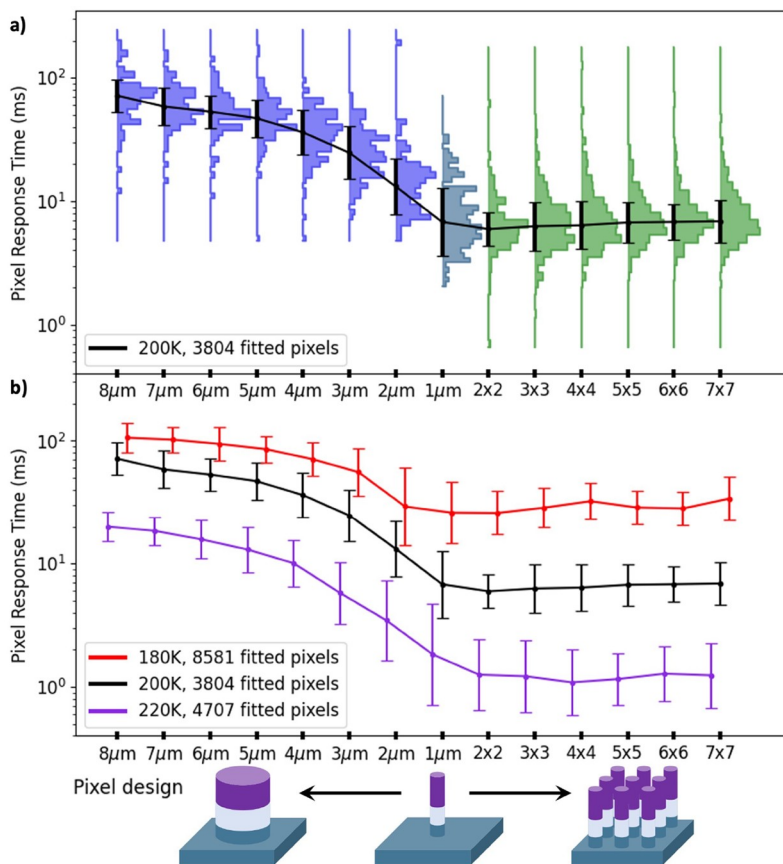 a)
Pixel Response Time (ms)
10²
10¹
10⁰
200K, 3804 fitted pixels
8μm 7μm 6μm 5μm 4μm 3μm 2μm 1μm 2x2 3x3 4x4 5x5 6x6 7x7
b)
Pixel Response Time (ms)
10²
10¹
10⁰
180K, 8581 fitted pixels
200K, 3804 fitted pixels
220K, 4707 fitted pixels
8μm 7μm 6μm 5μm 4μm 3μm 2μm 1μm 2x2 3x3 4x4 5x5 6x6 7x7
Pixel design